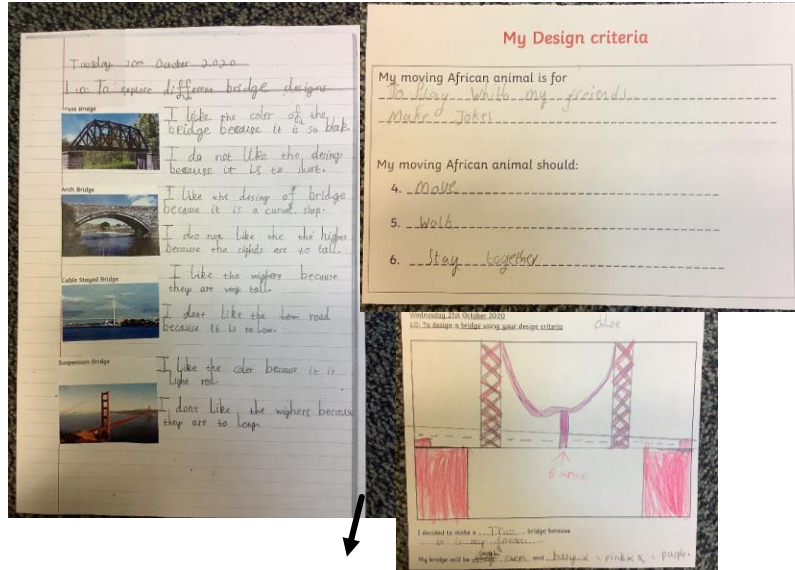 Tuesday 20th October 2020
L.o: To explore different bridge designs.
Truss Bridge
I like the coler of the
bridge because it is so blak.
I do not like the desing
because it is to short.
Arch Bridge
I like the desing of bridge
because it is a curve shap.
I do not like the the higher
because the sights are to tall.
Cable Stayed Bridge
I like the wighers because
they are very tall.
I dont like the road
because it is to low.
Suspension Bridge
I like the coler because it is
light red.
I dont like the wighers because
they are to long.
My Design criteria
My moving African animal is for
To Play whith my friends.
Make Jokes
My moving African animal should:
4. move
5. Walk
6. Stay together
Wednesday 21st October 2020
Chloe
LO: To design a bridge using your design criteria
I decided to make a bridge because
is my
My bridge will be and pink purple.